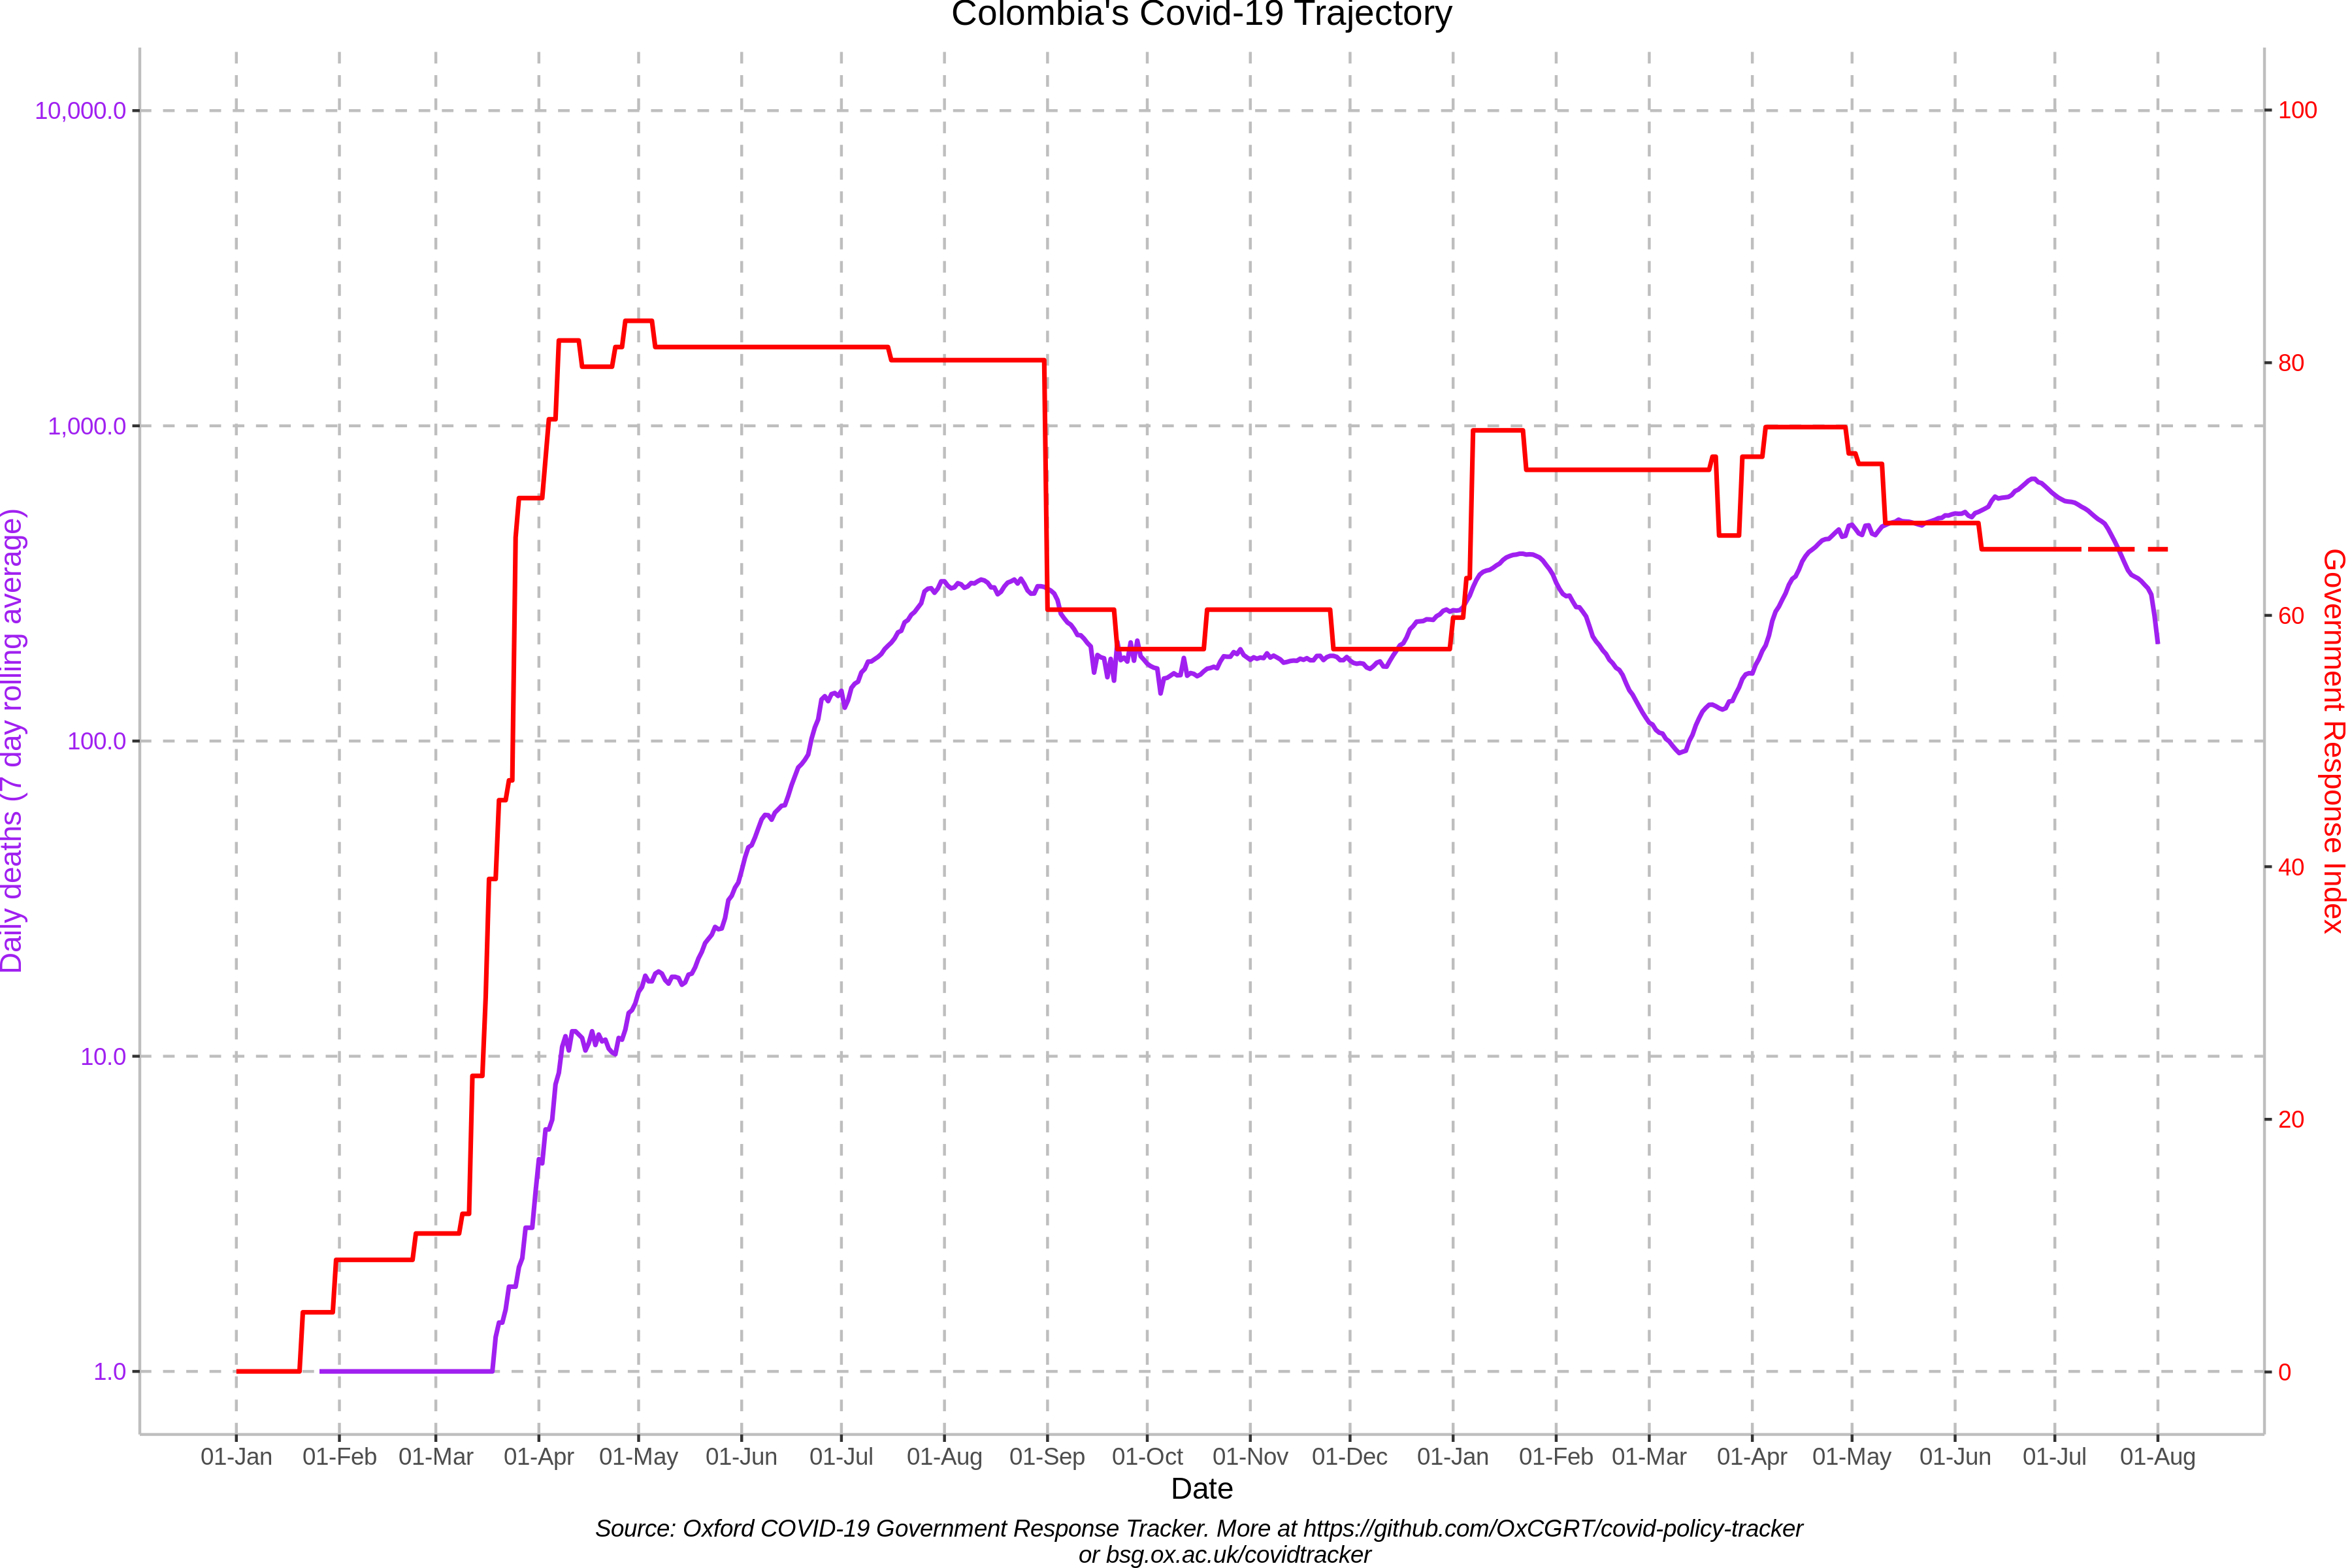 Colombia's Covid-19 Trajectory
10,000.0
1,000.0
100.0
10.0
1.0
Daily deaths (7 day rolling average)
100
80
60
40
20
0
Government Response Index
01-Jan 01-Feb 01-Mar 01-Apr 01-May 01-Jun 01-Jul 01-Aug 01-Sep 01-Oct 01-Nov 01-Dec 01-Jan 01-Feb 01-Mar 01-Apr 01-May 01-Jun 01-Jul 01-Aug
Date
Source: Oxford COVID-19 Government Response Tracker. More at https://github.com/OxCGRT/covid-policy-tracker
or bsg.ox.ac.uk/covidtracker